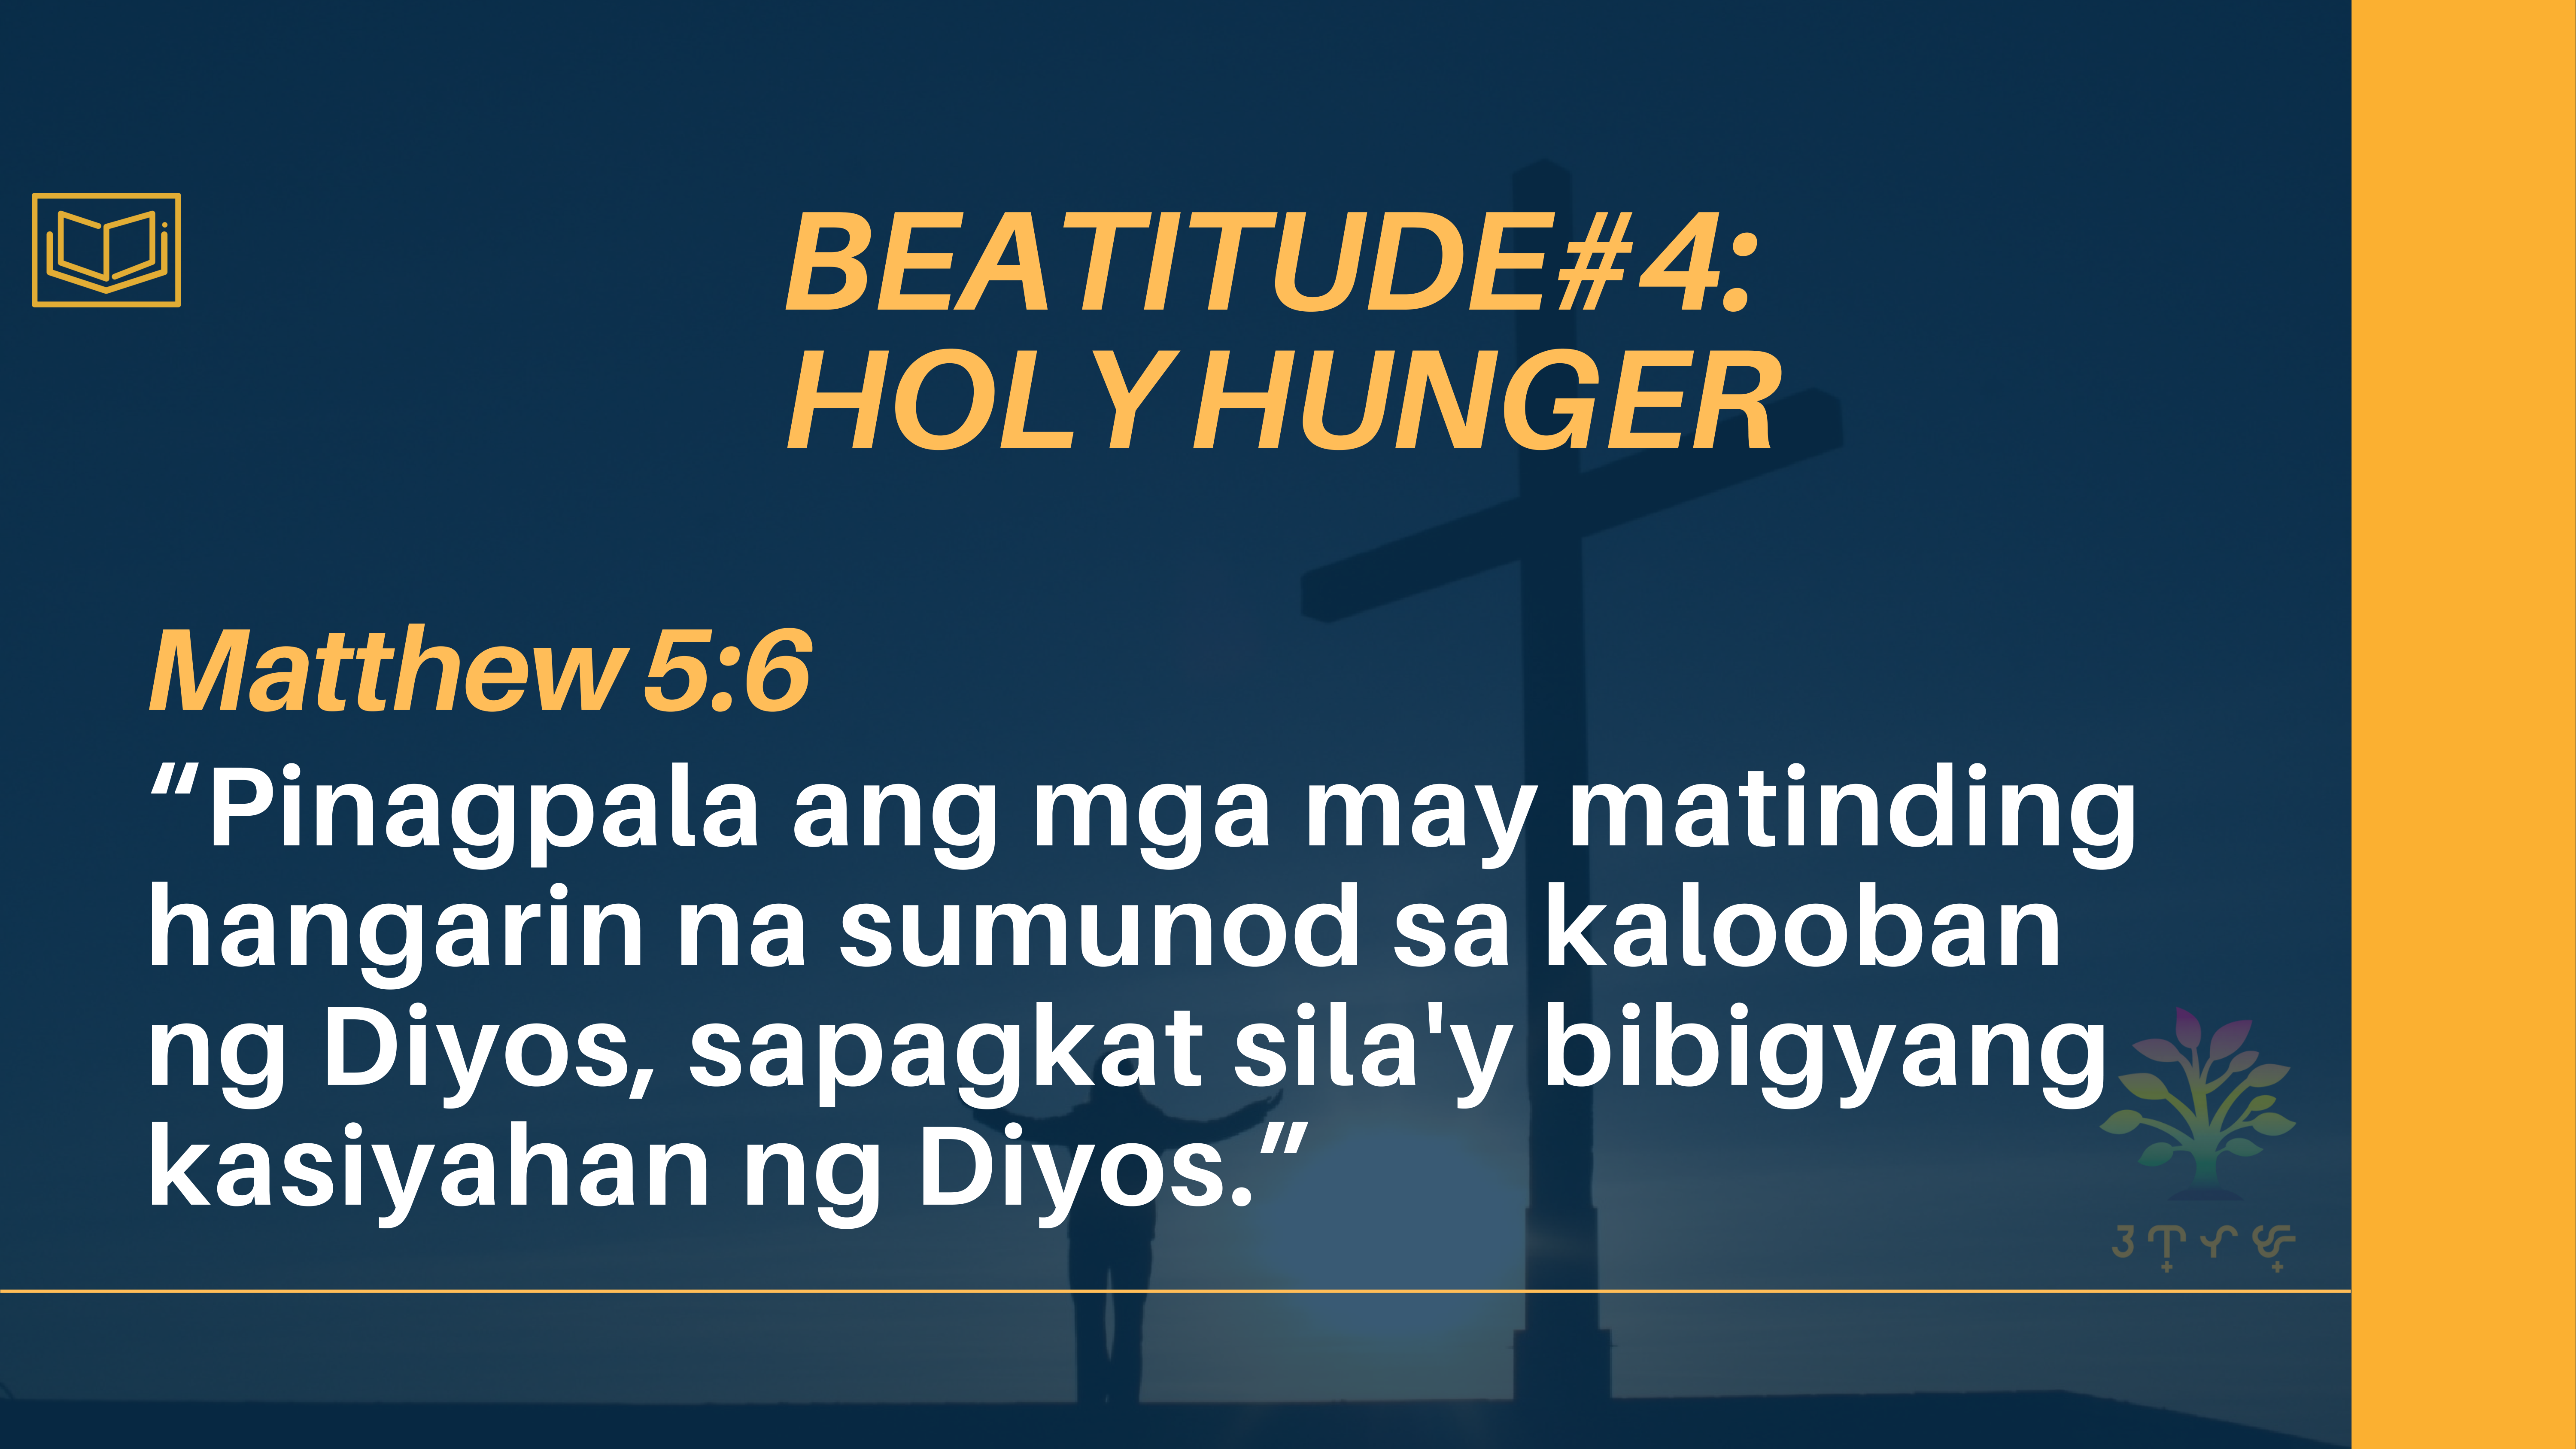 BEATITUDE#4:
HOLY HUNGER
Matthew 5:6
“Pinagpala ang mga may matinding
hangarin na sumunod sa kalooban
ng Diyos, sapagkat sila'y bibigyang
kasiyahan ng Diyos.”